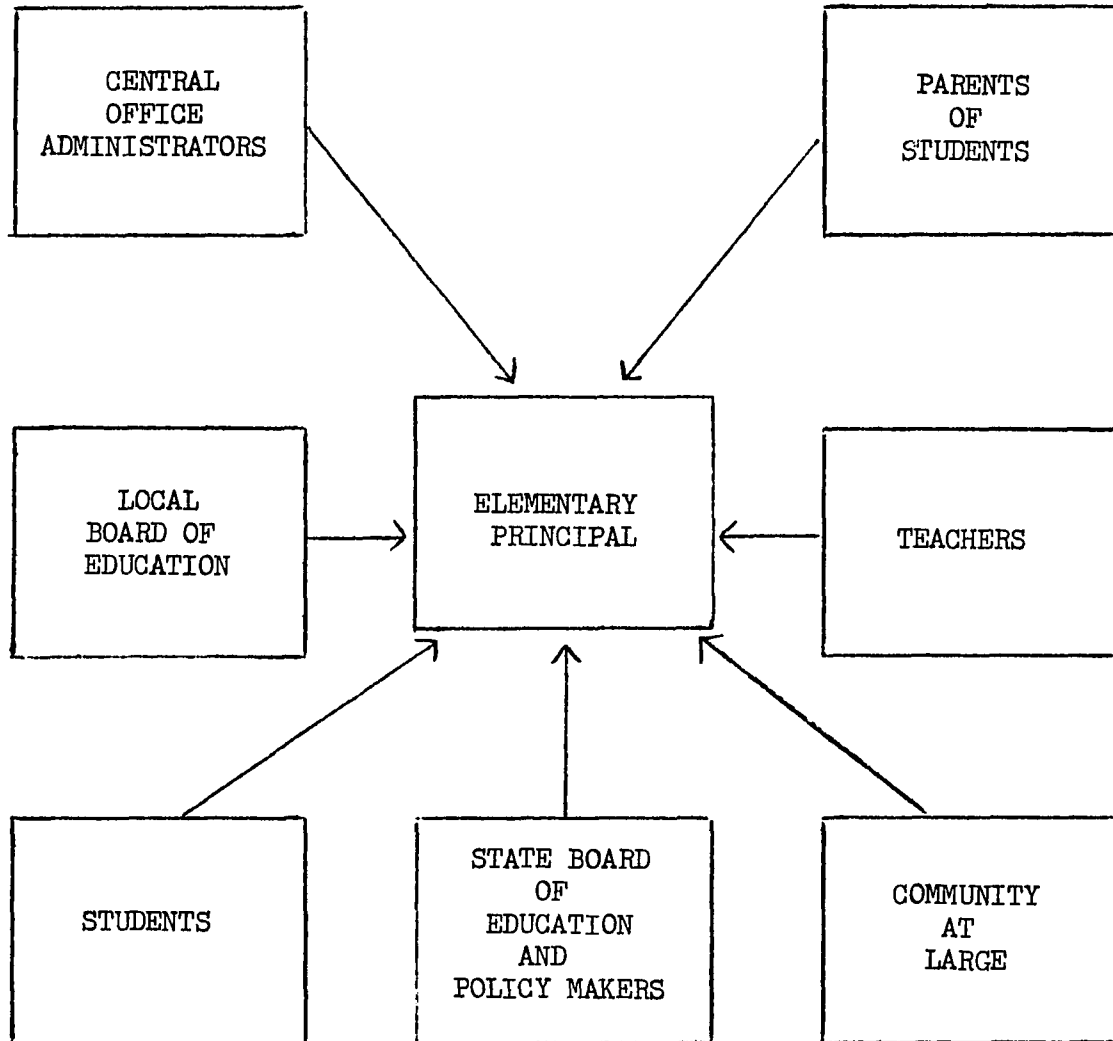 CENTRAL
OFFICE
ADMINISTRATORS
PARENTS
OF
STUDENTS
LOCAL
BOARD OF
EDUCATION
ELEMENTARY
PRINCIPAL
TEACHERS
STUDENTS
STATE BOARD
OF
EDUCATION
AND
POLICY MAKERS
COMMUNITY
AT
LARGE